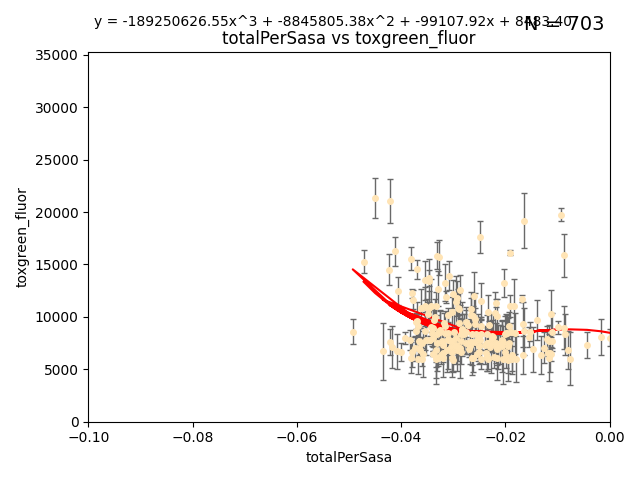 y = -189250626.55x^3 + -8845805.38x^2 + -99107.92x + 8483.40
N = 703
totalPerSasa vs toxgreen_fluor
35000
30000
25000
20000
15000
10000
5000
0
toxgreen_fluor
−0.10 −0.08 −0.06 −0.04 −0.02 0.00
totalPerSasa